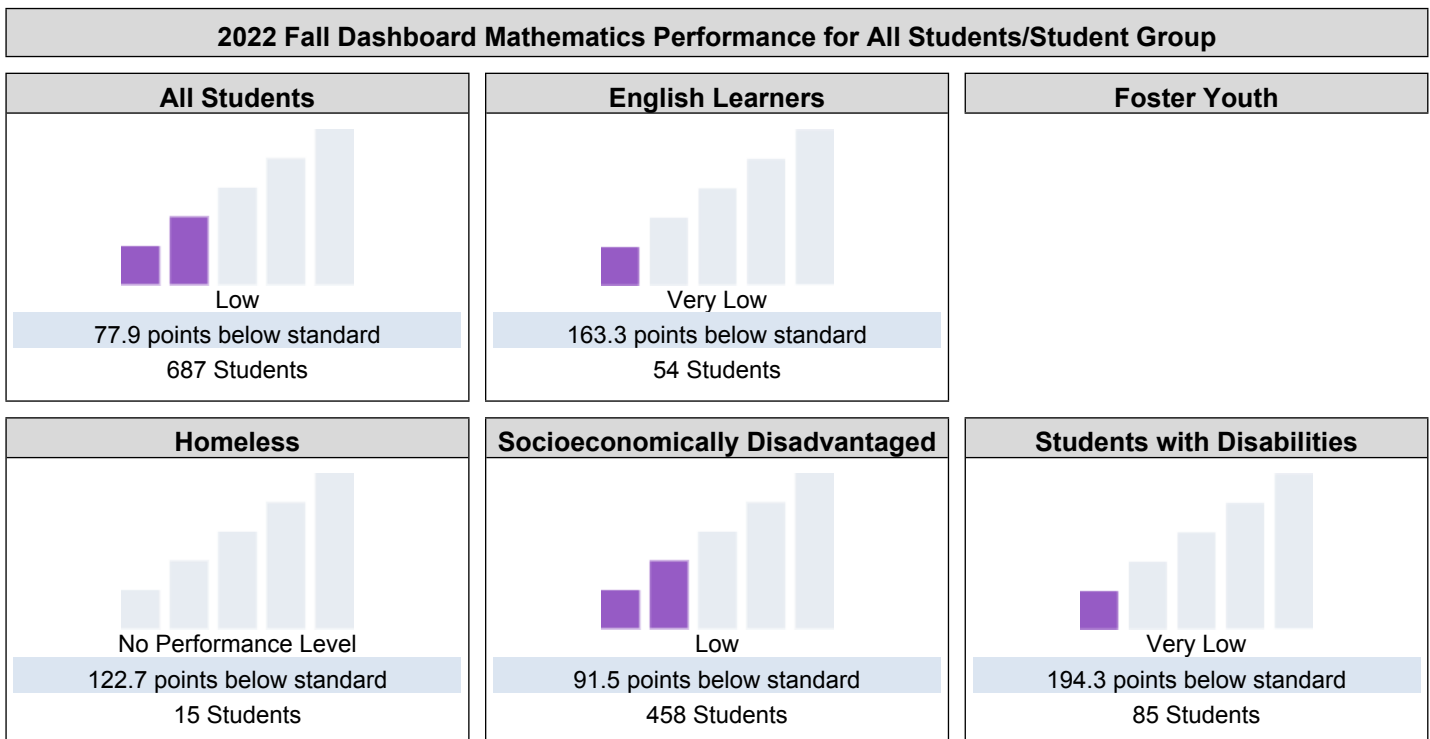 2022 Fall Dashboard Mathematics Performance for All Students/Student Group
All Students
Low
77.9 points below standard
687 Students
English Learners
Very Low
163.3 points below standard
54 Students
Foster Youth
Homeless
No Performance Level
122.7 points below standard
15 Students
Socioeconomically Disadvantaged
Low
91.5 points below standard
458 Students
Students with Disabilities
Very Low
194.3 points below standard
85 Students